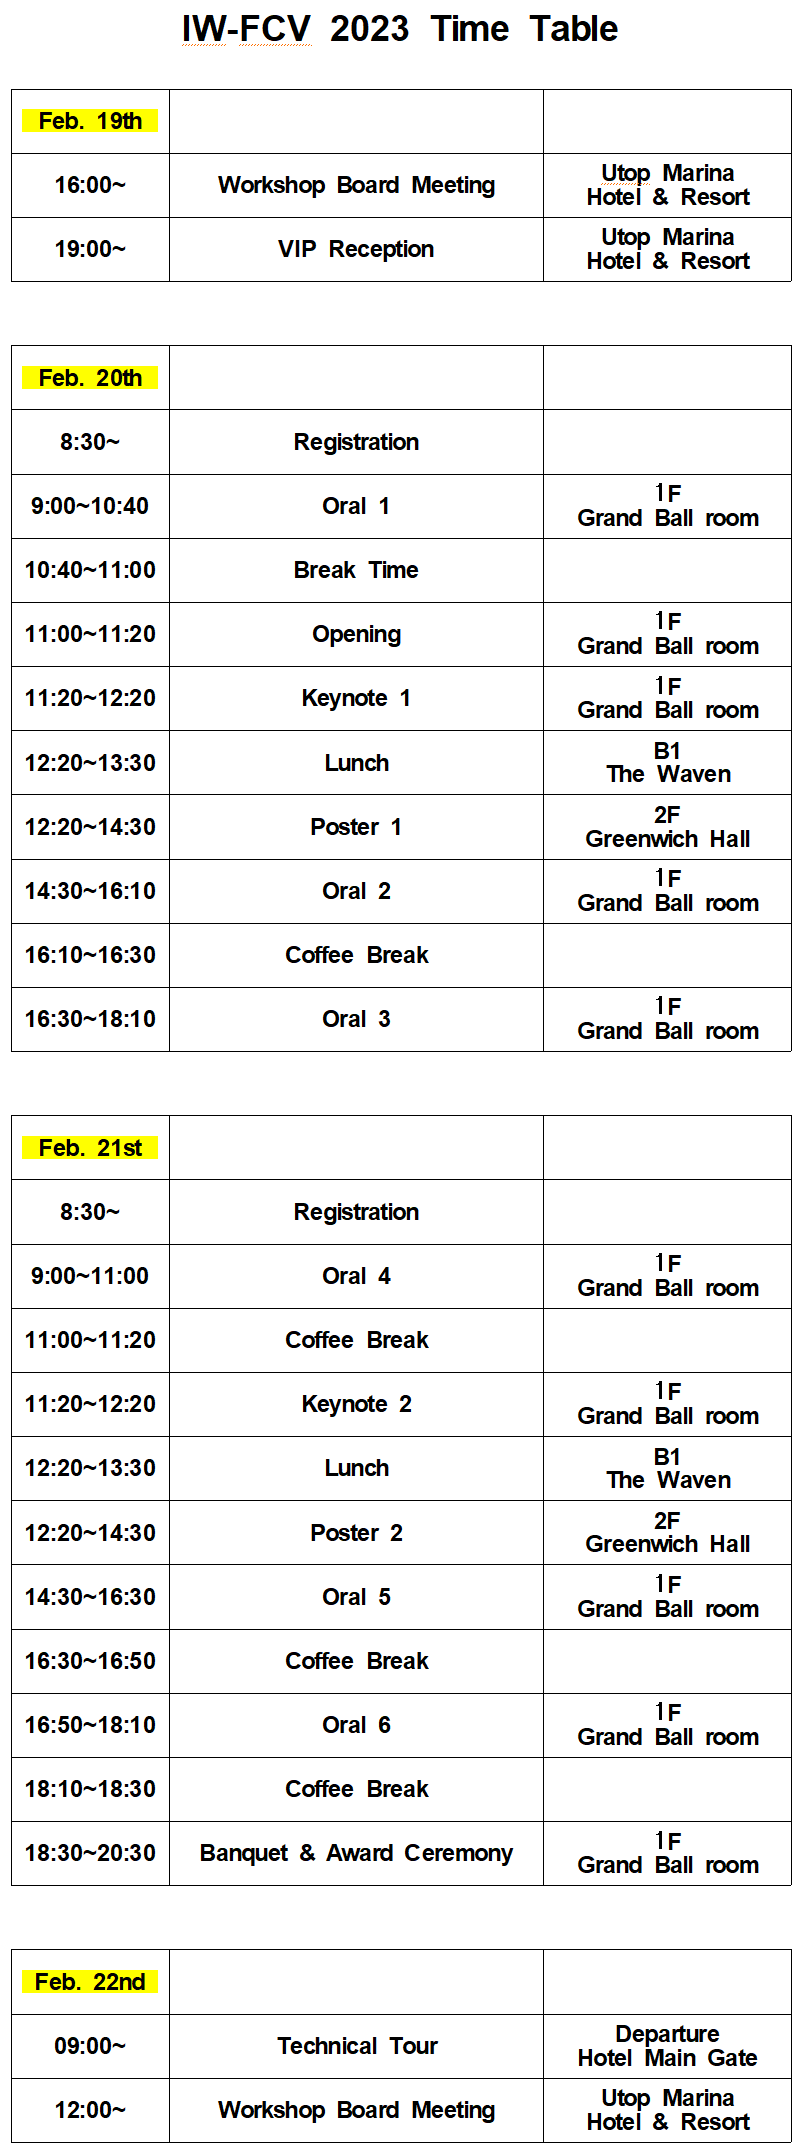 IW-FCV 2023 Time Table
Feb. 19th
16:00~ Workshop Board Meeting Utop Marina
Hotel & Resort
19:00~ VIP Reception Utop Marina
Hotel & Resort
Feb. 20th
8:30~ Registration
9:00~10:40 Oral 1 1F
Grand Ball room
10:40~11:00 Break Time
11:00~11:20 Opening 1F
Grand Ball room
11:20~12:20 Keynote 1 1F
Grand Ball room
12:20~13:30 Lunch B1
The Waven
12:20~14:30 Poster 1 2F
Greenwich Hall
14:30~16:10 Oral 2 1F
Grand Ball room
16:10~16:30 Coffee Break
16:30~18:10 Oral 3 1F
Grand Ball room
Feb. 21st
8:30~ Registration
9:00~11:00 Oral 4 1F
Grand Ball room
11:00~11:20 Coffee Break
11:20~12:20 Keynote 2 1F
Grand Ball room
12:20~13:30 Lunch B1
The Waven
12:20~14:30 Poster 2 2F
Greenwich Hall
14:30~16:30 Oral 5 1F
Grand Ball room
16:30~16:50 Coffee Break
16:50~18:10 Oral 6 1F
Grand Ball room
18:10~18:30 Coffee Break
18:30~20:30 Banquet & Award Ceremony 1F
Grand Ball room
Feb. 22nd
09:00~ Technical Tour Departure
Hotel Main Gate
12:00~ Workshop Board Meeting Utop Marina
Hotel & Resort